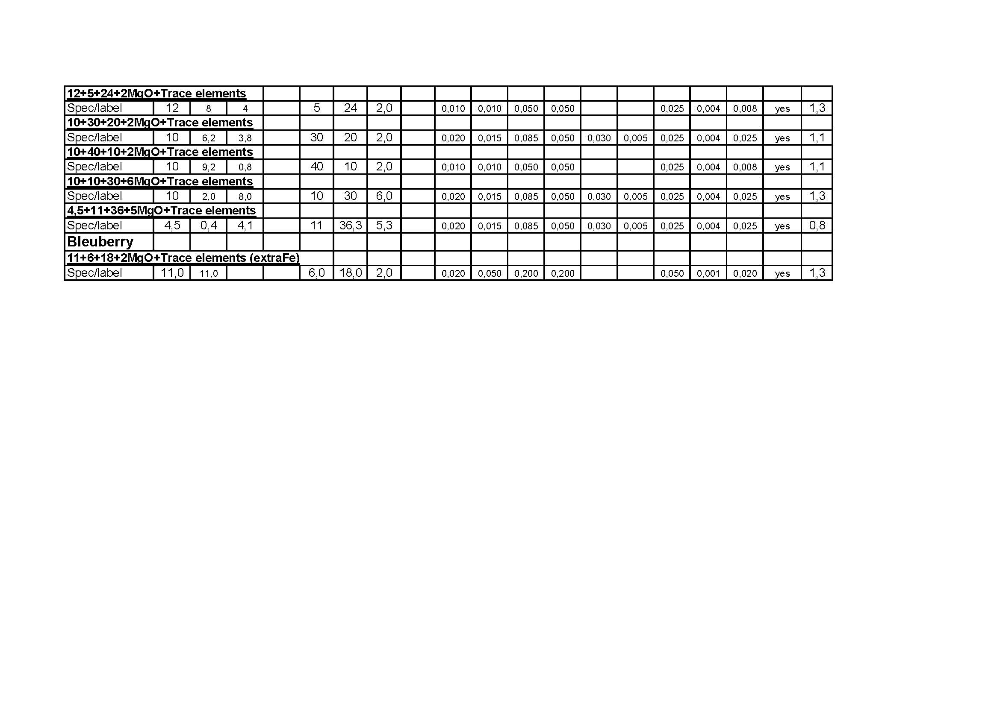 12+5+24+2MgO+Trace elements
Spec/label 12 8 4 5 24 2,0 0,010 0,010 0,050 0,050 0,025 0,004 0,008 yes 1,3
10+30+20+2MgO+Trace elements
Spec/label 10 6,2 3,8 30 20 2,0 0,020 0,015 0,085 0,050 0,030 0,005 0,025 0,004 0,025 yes 1,1
10+40+10+2MgO+Trace elements
Spec/label 10 9,2 0,8 40 10 2,0 0,010 0,010 0,050 0,050 0,025 0,004 0,008 yes 1,1
10+10+30+6MgO+Trace elements
Spec/label 10 2,0 8,0 10 30 6,0 0,020 0,015 0,085 0,050 0,030 0,005 0,025 0,004 0,025 yes 1,3
4,5+11+36+5MgO+Trace elements
Spec/label 4,5 0,4 4,1 11 36,3 5,3 0,020 0,015 0,085 0,050 0,030 0,005 0,025 0,004 0,025 yes 0,8
Bleuberry
11+6+18+2MgO+Trace elements (extraFe)
Spec/label 11,0 11,0 6,0 18,0 2,0 0,020 0,050 0,200 0,200 0,050 0,001 0,020 yes 1,3